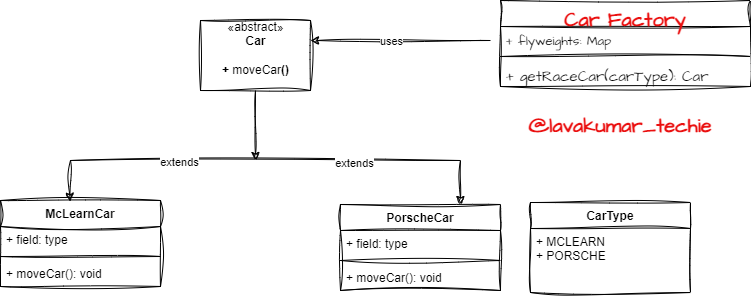 «abstract»
Car
+ moveCar()
uses
Car Factory
+ flyweights: Map
+ getRaceCar(carType): Car
@lavakumar_techie
extends
extends
McLearnCar
+ field: type
+ moveCar(): void
PorscheCar
+ field: type
+ moveCar(): void
CarType
+ MCLEARN
+ PORSCHE